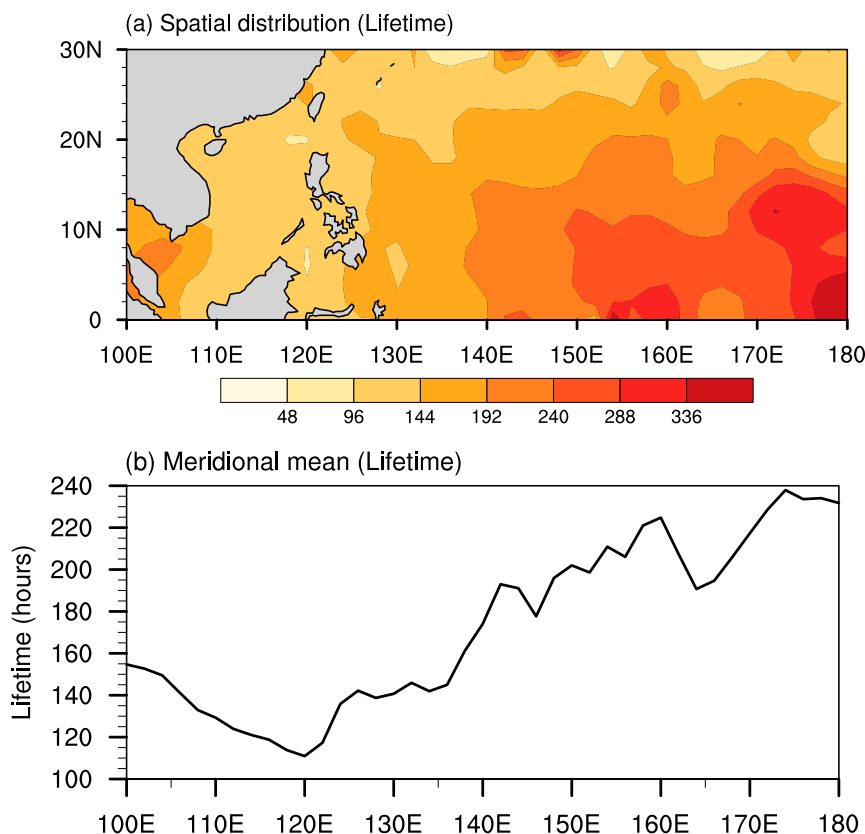 (a) Spatial distribution (Lifetime)
30N
20N
10N
0
100E 110E 120E 130E 140E 150E 160E 170E 180
48 96 144 192 240 288 336
(b) Meridional mean (Lifetime)
240
220
200
180
160
140
120
100
Lifetime (hours)
100E 110E 120E 130E 140E 150E 160E 170E 180